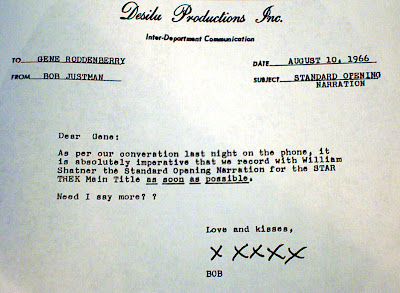 Desilu Productions Inc.
Inter-Department Communication
TO GENE RODDENBERRY DATE AUGUST 10, 1966
FROM BOB JUSTMAN SUBJECT STANDARD OPENING
NARRATION
Dear Gene:
As per our converation last night on the phone, it
is absolutely imperative that we record with William
Shatner the Standard Opening Narration for the STAR
TREK Main Title as soon as possible.
Need I say more? ?
Love and kisses,
X XXXX
BOB